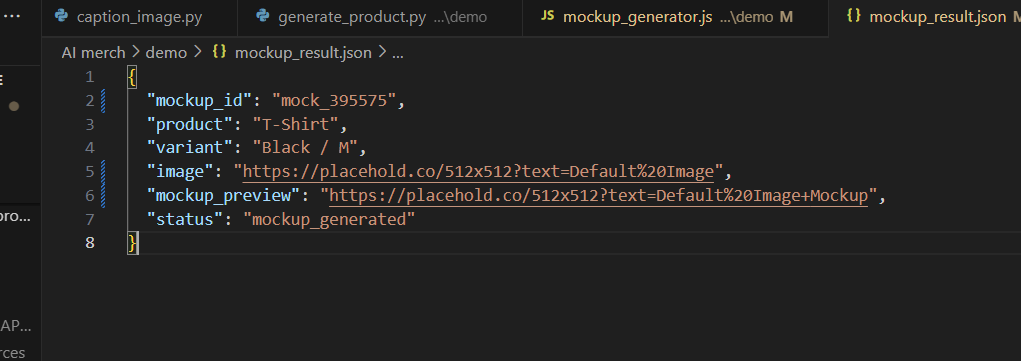 caption_image.py generate_product.py ...\demo JS mockup_generator.js ...\demo M {} mockup_result.json M
AI merch > demo > {} mockup_result.json > ...
1 {
2 "mockup_id": "mock_395575",
3 "product": "T-Shirt",
4 "variant": "Black / M",
5 "image": "https://placehold.co/512x512?text=Default%20Image",
6 "mockup_preview": "https://placehold.co/512x512?text=Default%20Image+Mockup",
7 "status": "mockup_generated"
8 }
pro...
AP...
rces